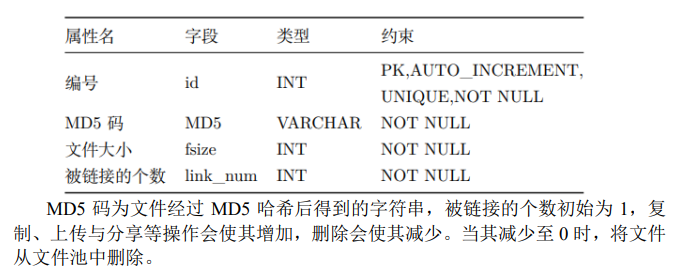 属性名 字段 类型 约束
编号 id INT PK,AUTO_INCREMENT,
UNIQUE,NOT NULL
MD5 码 MD5 VARCHAR NOT NULL
文件大小 fsize INT NOT NULL
被链接的个数 link_num INT NOT NULL
MD5 码为文件经过 MD5 哈希后得到的字符串，被链接的个数初始为 1，复
制、上传与分享等操作会使其增加，删除会使其减少。当其减少至 0 时，将文件
从文件池中删除。